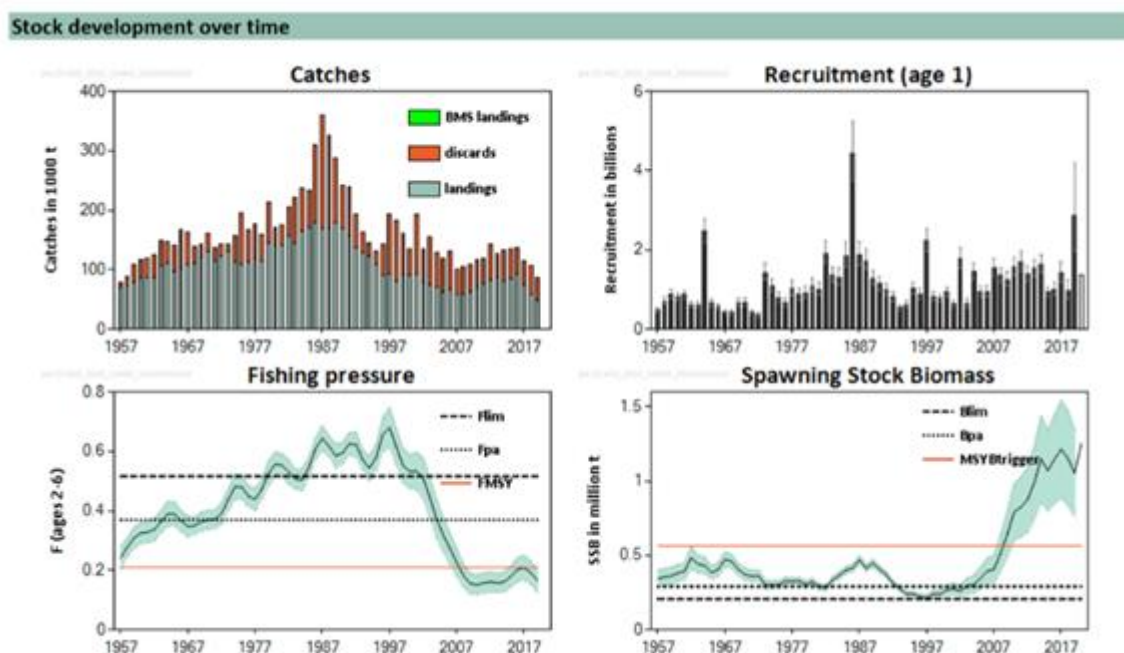 Stock development over time
Catches
Catches in 1000 t
400
300
200
100
0
BMS landings
discards
landings
1957 1967 1977 1987 1997 2007 2017
Recruitment (age 1)
Recruitment in billions
6
4
2
0
1957 1967 1977 1987 1997 2007 2017
Fishing pressure
F (ages 2-6)
0.8
0.6
0.4
0.2
0
Flim
Fpa
FMSY
1957 1967 1977 1987 1997 2007 2017
Spawning Stock Biomass
SSB in million t
1.5
1
0.5
0
Blim
Bpa
MSYBtrigger
1957 1967 1977 1987 1997 2007 2017